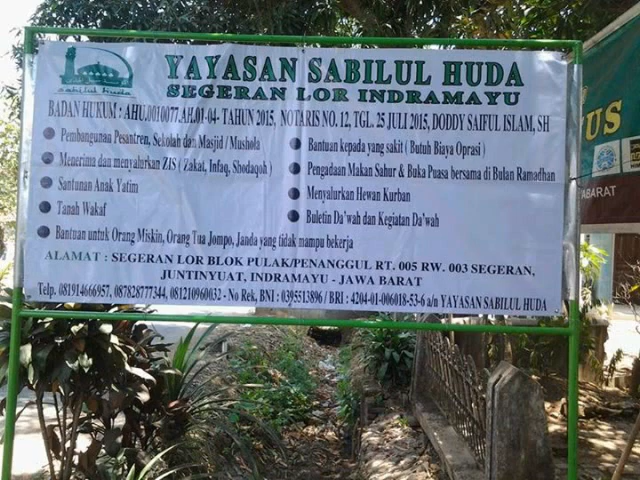 Sabilul Huda
YAYASAN SABILUL HUDA
SEGERAN LOR INDRAMAYU
BADAN HUKUM : AHU.0010077.AH.01-04- TAHUN 2015, NOTARIS NO. 12, TGL. 25 JULI 2015, DODDY SAIFUL ISLAM, SH
Pembangunan Pesantren, Sekolah dan Masjid / Mushola
Menerima dan menyalurkan ZIS ( Zakat, Infaq, Shodaqoh )
Santunan Anak Yatim
Tanah Wakaf
Bantuan untuk Orang Miskin, Orang Tua Jompo, Janda yang tidak mampu bekerja
Bantuan kepada yang sakit ( Butuh Biaya Oprasi )
Pengadaan Makan Sahur & Buka Puasa bersama di Bulan Ramadhan
Menyalurkan Hewan Kurban
Buletin Da'wah dan Kegiatan Da'wah
ALAMAT : SEGERAN LOR BLOK PULAK/PENANGGUL RT. 005 RW. 003 SEGERAN,
JUNTINYUAT, INDRAMAYU - JAWA BARAT
Telp. 081914666957, 087828777344, 081210960032 - No Rek, BNI : 0395513896 / BRI : 4204-01-006018-53-6 a/n YAYASAN SABILUL HUDA
US
ABARAT